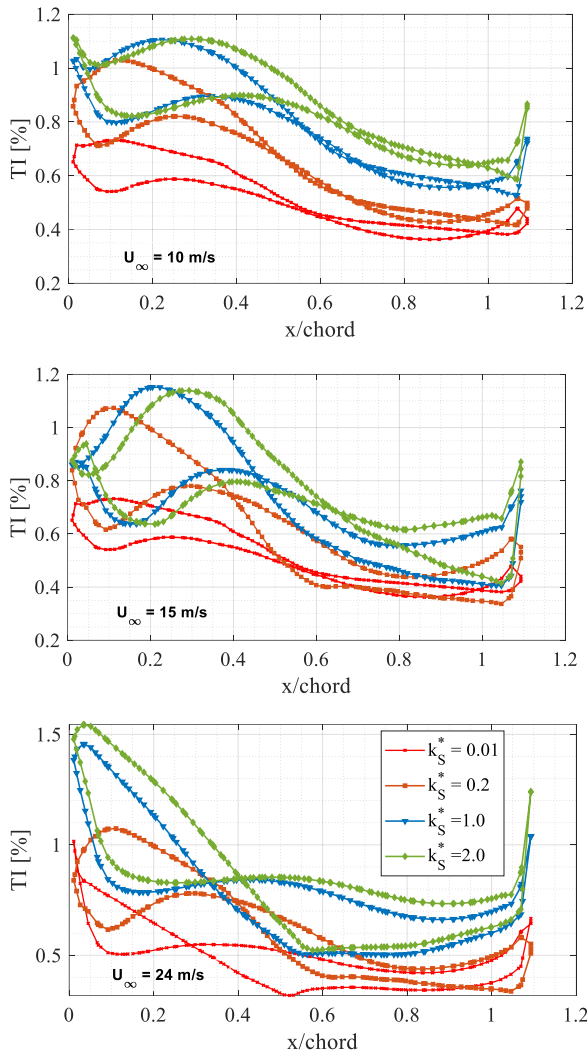 1.2
1
0.8
0.6
0.4
0.2
TI [%]
U∞ = 10 m/s
0 0.2 0.4 0.6 0.8 1 1.2
x/chord
1.2
1
0.8
0.6
0.4
0.2
TI [%]
U∞ = 15 m/s
0 0.2 0.4 0.6 0.8 1 1.2
x/chord
1.5
1
0.5
TI [%]
k*S = 0.01
k*S = 0.2
k*S =1.0
k*S =2.0
U∞ = 24 m/s
0 0.2 0.4 0.6 0.8 1 1.2
x/chord